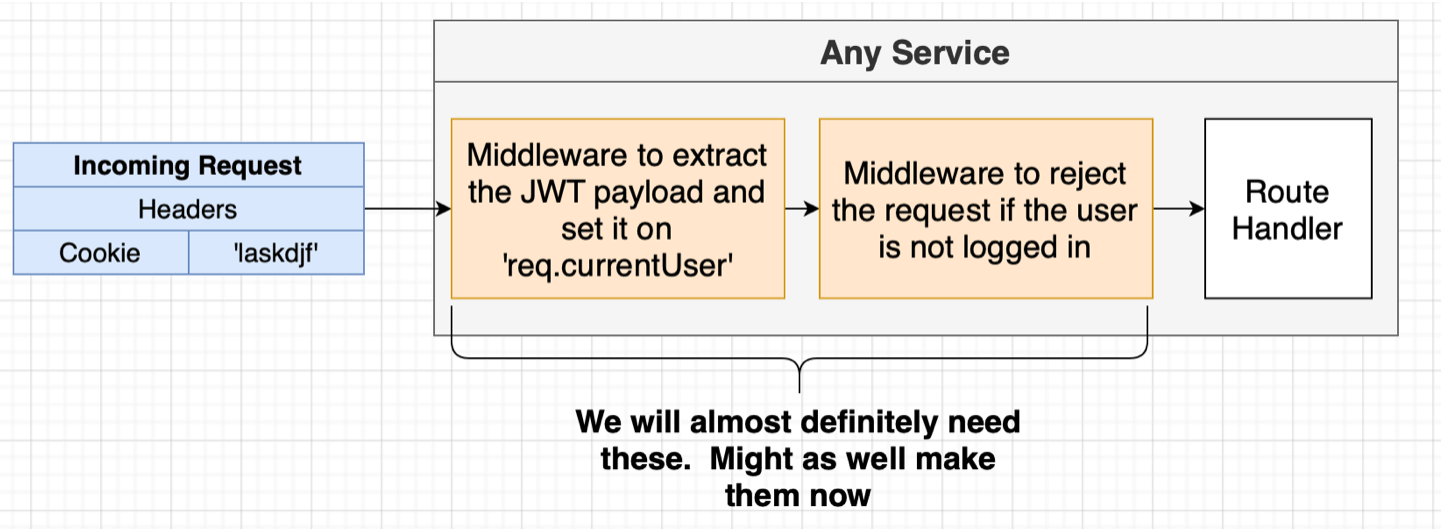 Any Service
Incoming Request
Headers
Cookie
'laskdjf'
Middleware to extract
the JWT payload and
set it on
'req.currentUser'
Middleware to reject
the request if the user
is not logged in
Route
Handler
We will almost definitely need
these.  Might as well make
them now